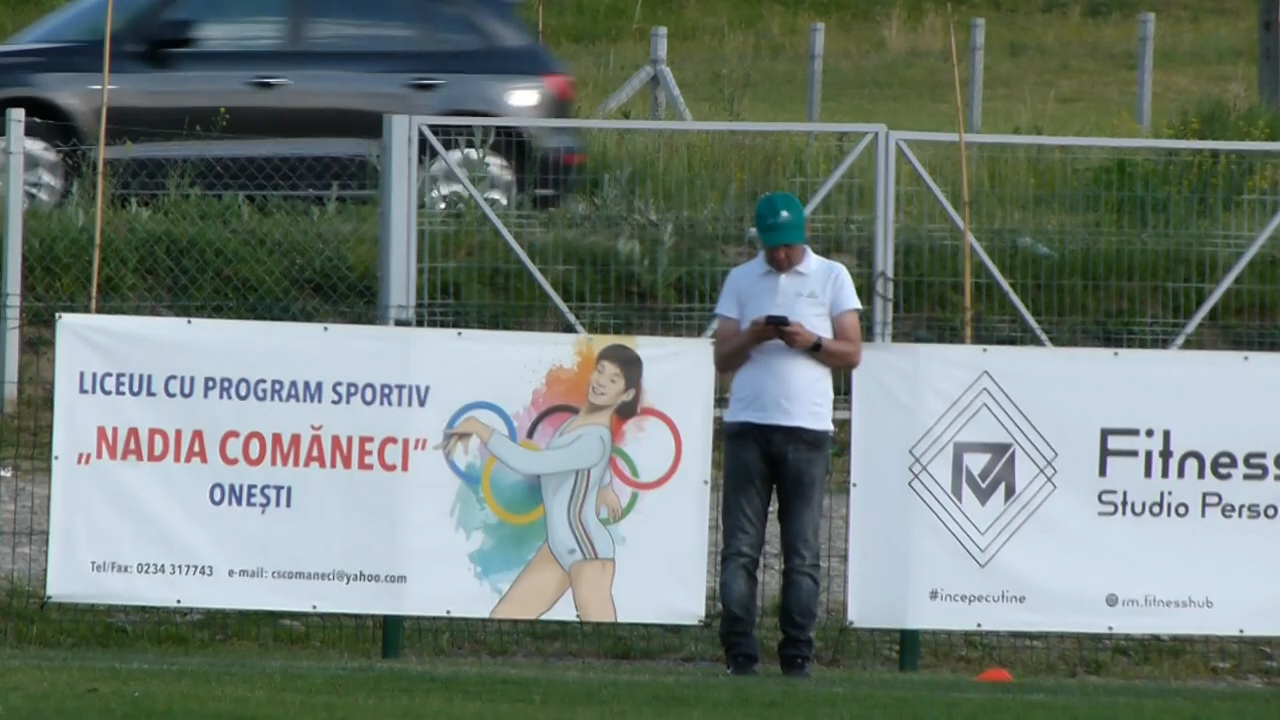 LICEUL CU PROGRAM SPORTIV
„NADIA COMĂNECI”
ONEȘTI
Tel/Fax: 0234 317743 e-mail: cscomaneci@yahoo.com
Fitness
Studio Perso
#incepecutine
rm.fitnesshub